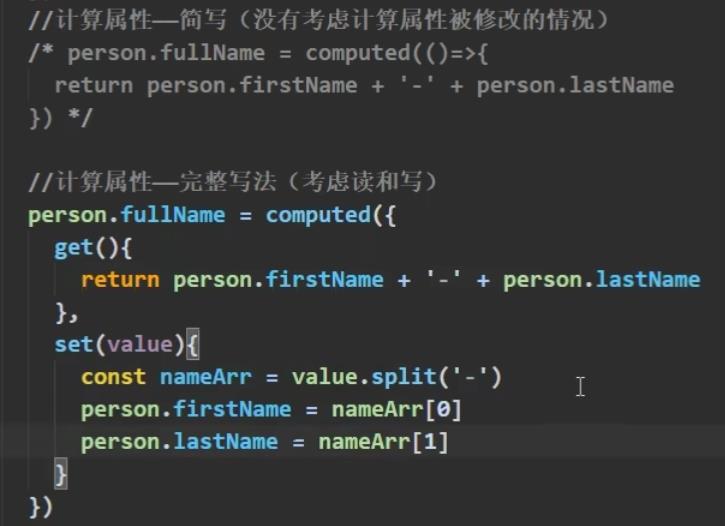 //计算属性—简写（没有考虑计算属性被修改的情况）
/* person.fullName = computed(()=>{
return person.firstName + '-' + person.lastName
}) */
//计算属性—完整写法（考虑读和写）
person.fullName = computed({
get(){
return person.firstName + '-' + person.lastName
},
set(value){
const nameArr = value.split('-')
person.firstName = nameArr[0]
person.lastName = nameArr[1]
}
})